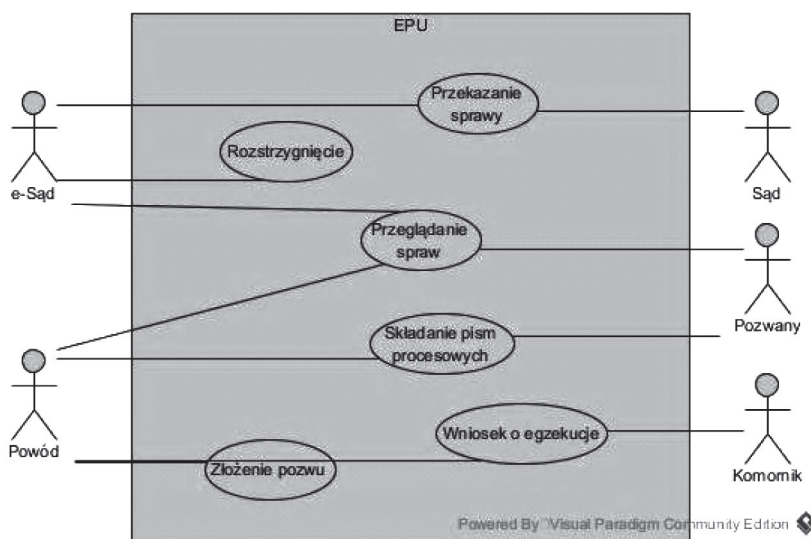 EPU
Przekazanie
sprawy
Rozstrzygnięcie
e-Sąd
Sąd
Przeglądanie
spraw
Pozwany
Składanie pism
procesowych
Powód
Wniosek o egzekucje
Złożenie pozwu
Komornik
Powered By Visual Paradigm Community Edition